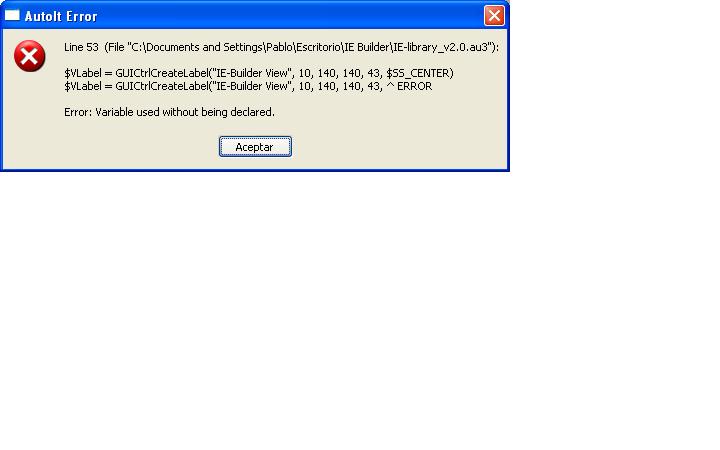 AutoIt Error
Line 53 (File "C:\Documents and Settings\Pablo\Escritorio\IE Builder\IE-library_v2.0.au3"):
$VLabel = GUICtrlCreateLabel("IE-Builder View", 10, 140, 140, 43, $SS_CENTER)
$VLabel = GUICtrlCreateLabel("IE-Builder View", 10, 140, 140, 43, ^ ERROR
Error: Variable used without being declared.
Aceptar